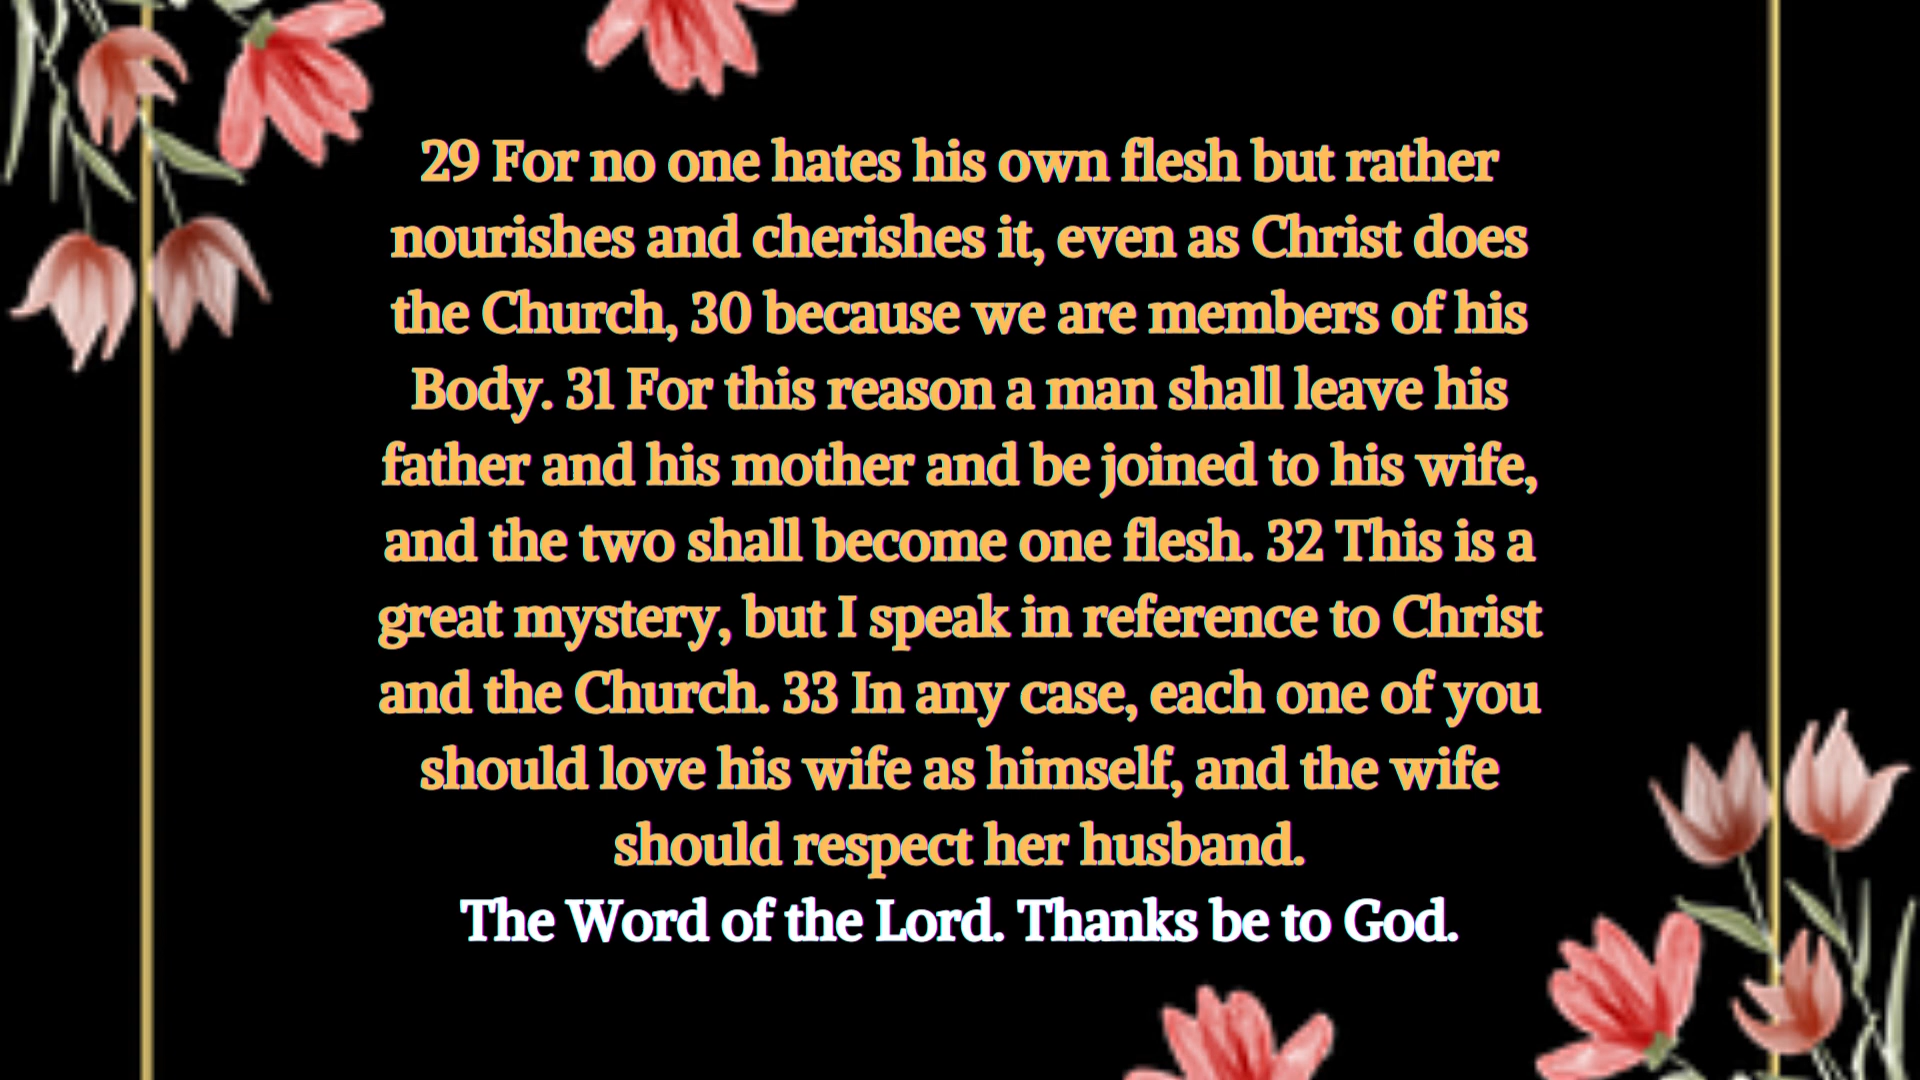 29 For no one hates his own flesh but rather
nourishes and cherishes it, even as Christ does
the Church, 30 because we are members of his
Body. 31 For this reason a man shall leave his
father and his mother and be joined to his wife,
and the two shall become one flesh. 32 This is a
great mystery, but I speak in reference to Christ
and the Church. 33 In any case, each one of you
should love his wife as himself, and the wife
should respect her husband.
The Word of the Lord. Thanks be to God.